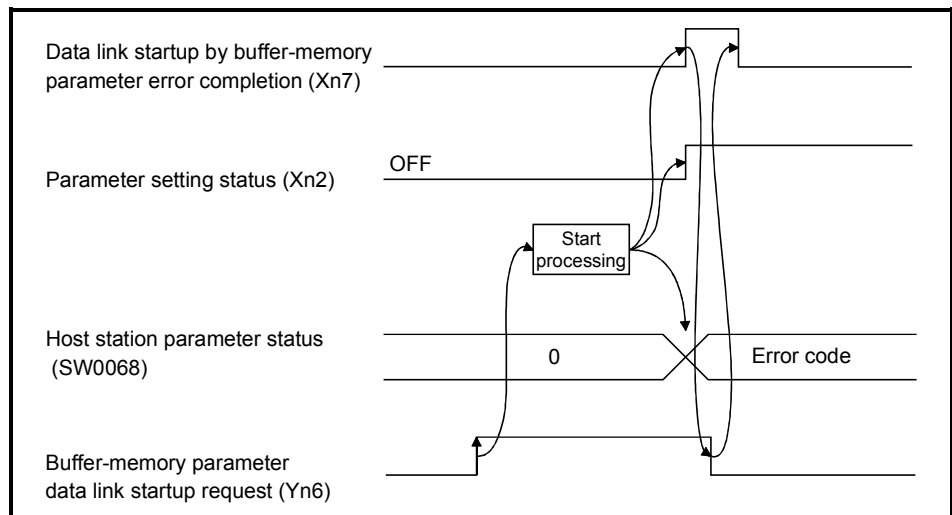 Data link startup by buffer-memory
parameter error completion (Xn7)
OFF
Parameter setting status (Xn2)
Start
processing
Host station parameter status
(SW0068)
0
Error code
Buffer-memory parameter
data link startup request (Yn6)